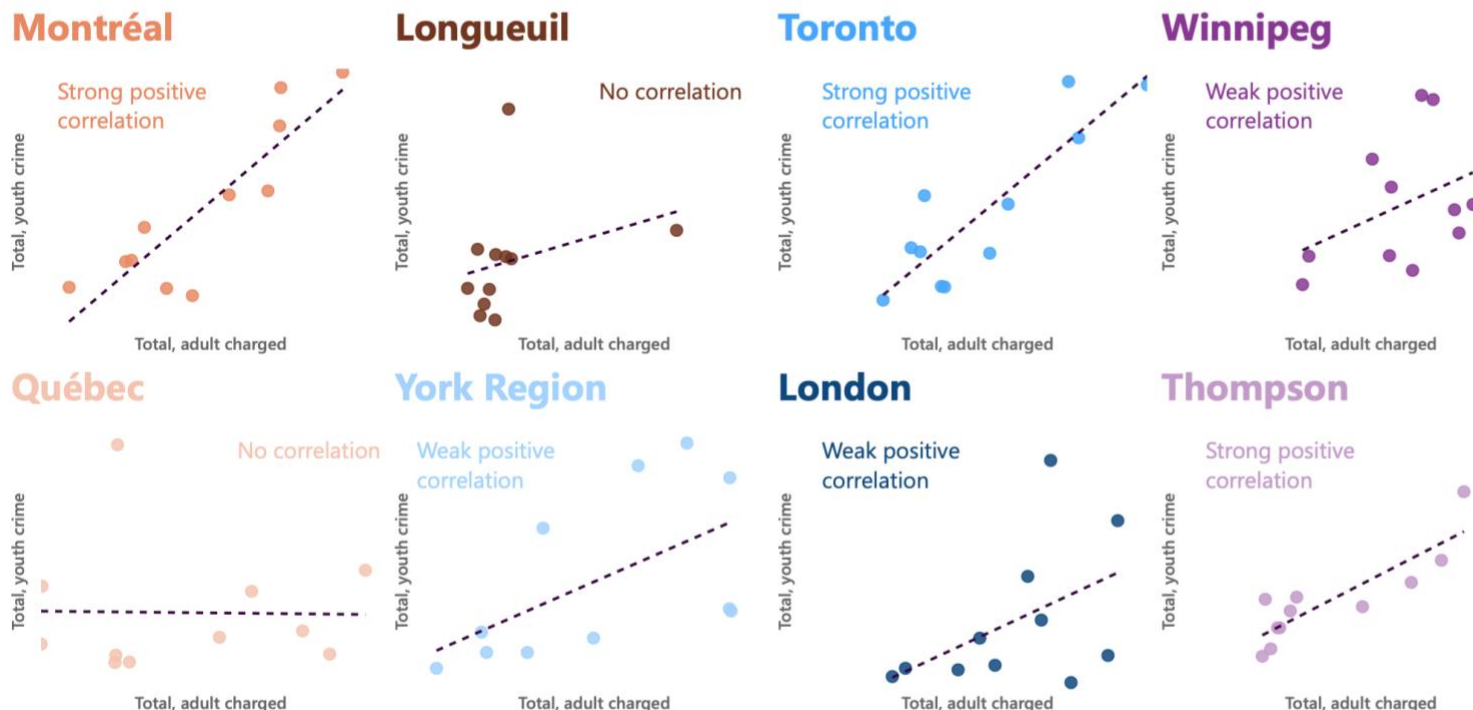 Montréal
Strong positive
correlation
Total, youth crime
Total, adult charged
Longueuil
No correlation
Total, youth crime
Total, adult charged
Toronto
Strong positive
correlation
Total, youth crime
Total, adult charged
Winnipeg
Weak positive
correlation
Total, youth crime
Total, adult charged
Québec
No correlation
Total, youth crime
Total, adult charged
York Region
Weak positive
correlation
Total, youth crime
Total, adult charged
London
Weak positive
correlation
Total, youth crime
Total, adult charged
Thompson
Strong positive
correlation
Total, youth crime
Total, adult charged